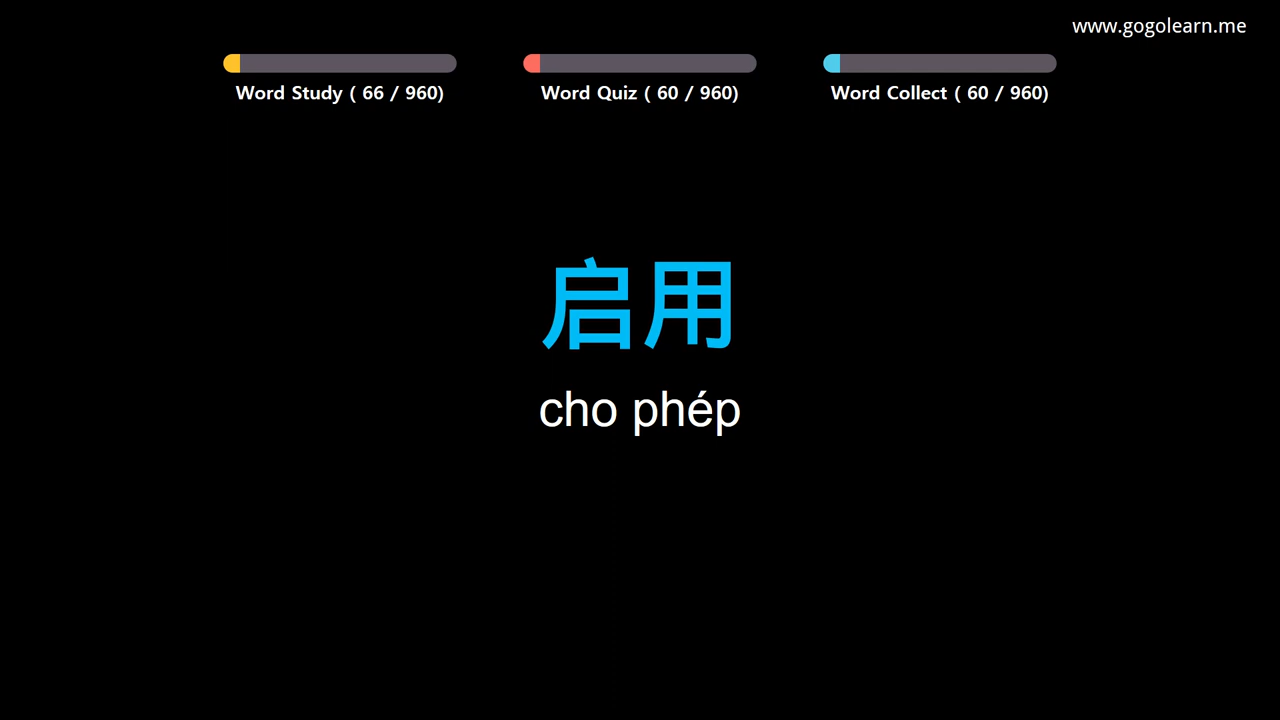 www.gogolearn.me
Word Study ( 66 / 960)
Word Quiz ( 60 / 960)
Word Collect ( 60 / 960)
启用
cho phép